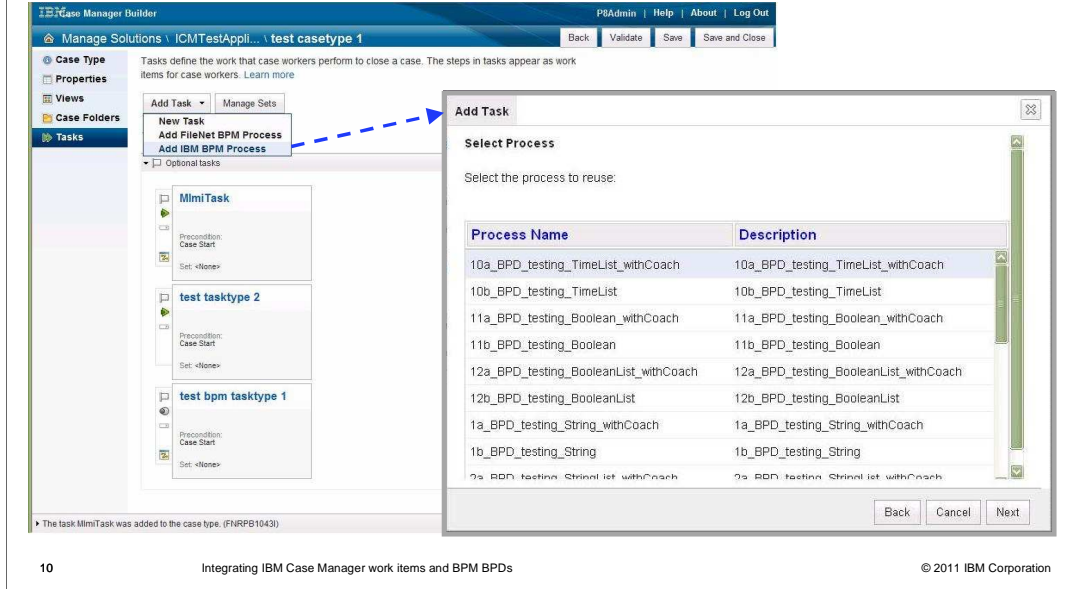 IBM Case Manager Builder
P8Admin | Help | About | Log Out
Manage Solutions \ ICMTestAppli... \ test casetype 1
Back Validate Save Save and Close
Case Type
Properties
Views
Case Folders
Tasks
Tasks define the work that case workers perform to close a case. The steps in tasks appear as work
items for case workers. Learn more
Add Task Manage Sets
New Task
Add FileNet BPM Process
Add IBM BPM Process
Optional tasks
MImiTask
Precondition:
Case Start
Set: <None>
test tasktype 2
Precondition:
Case Start
Set: <None>
test bpm tasktype 1
Precondition:
Case Start
Set: <None>
The task MImiTask was added to the case type. (FNRPB1043I)
Add Task
Select Process
Select the process to reuse:
Process Name Description
10a_BPD_testing_TimeList_withCoach 10a_BPD_testing_TimeList_withCoach
10b_BPD_testing_TimeList 10b_BPD_testing_TimeList
11a_BPD_testing_Boolean_withCoach 11a_BPD_testing_Boolean_withCoach
11b_BPD_testing_Boolean 11b_BPD_testing_Boolean
12a_BPD_testing_BooleanList_withCoach 12a_BPD_testing_BooleanList_withCoach
12b_BPD_testing_BooleanList 12b_BPD_testing_BooleanList
1a_BPD_testing_String_withCoach 1a_BPD_testing_String_withCoach
1b_BPD_testing_String 1b_BPD_testing_String
2a_BPD_testing_StringList_withCoach 2a_BPD_testing_StringList_withCoach
Back Cancel Next
10 Integrating IBM Case Manager work items and BPM BPDs © 2011 IBM Corporation